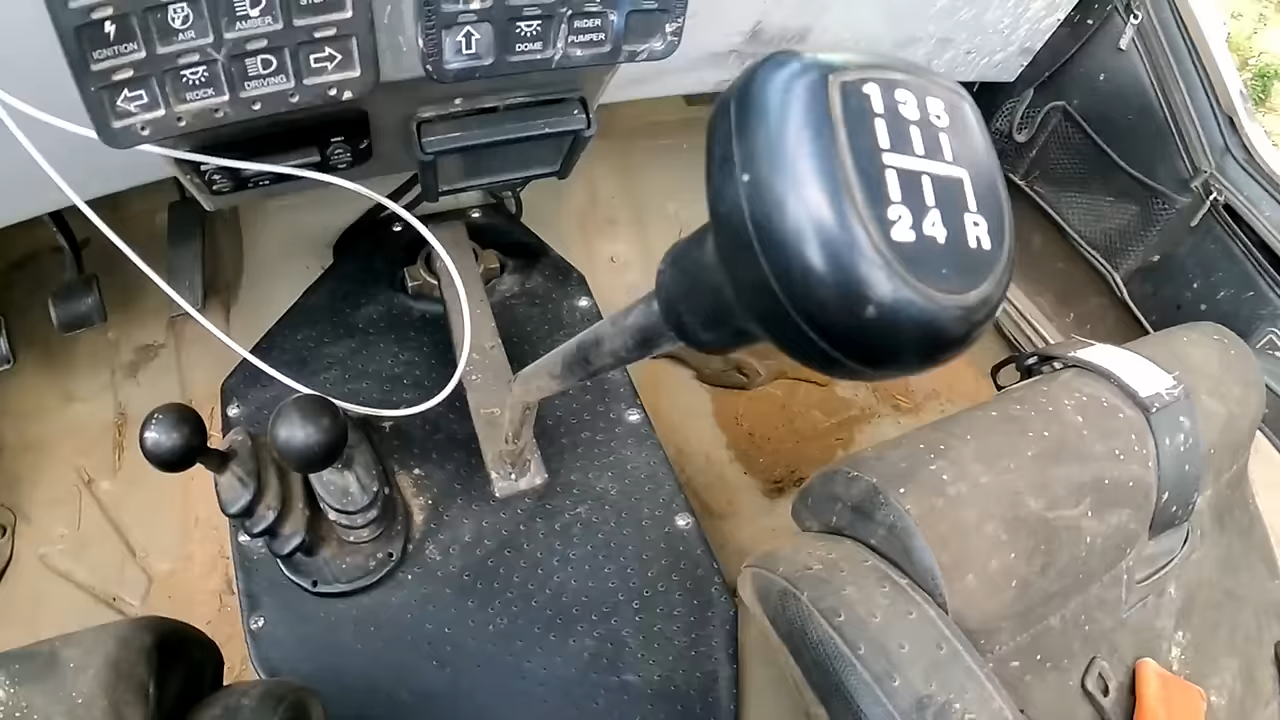 IGNITION
AIR
AMBER
ROCK
DRIVING
DOME
RIDER
PUMPER
1 3 5
2 4 R